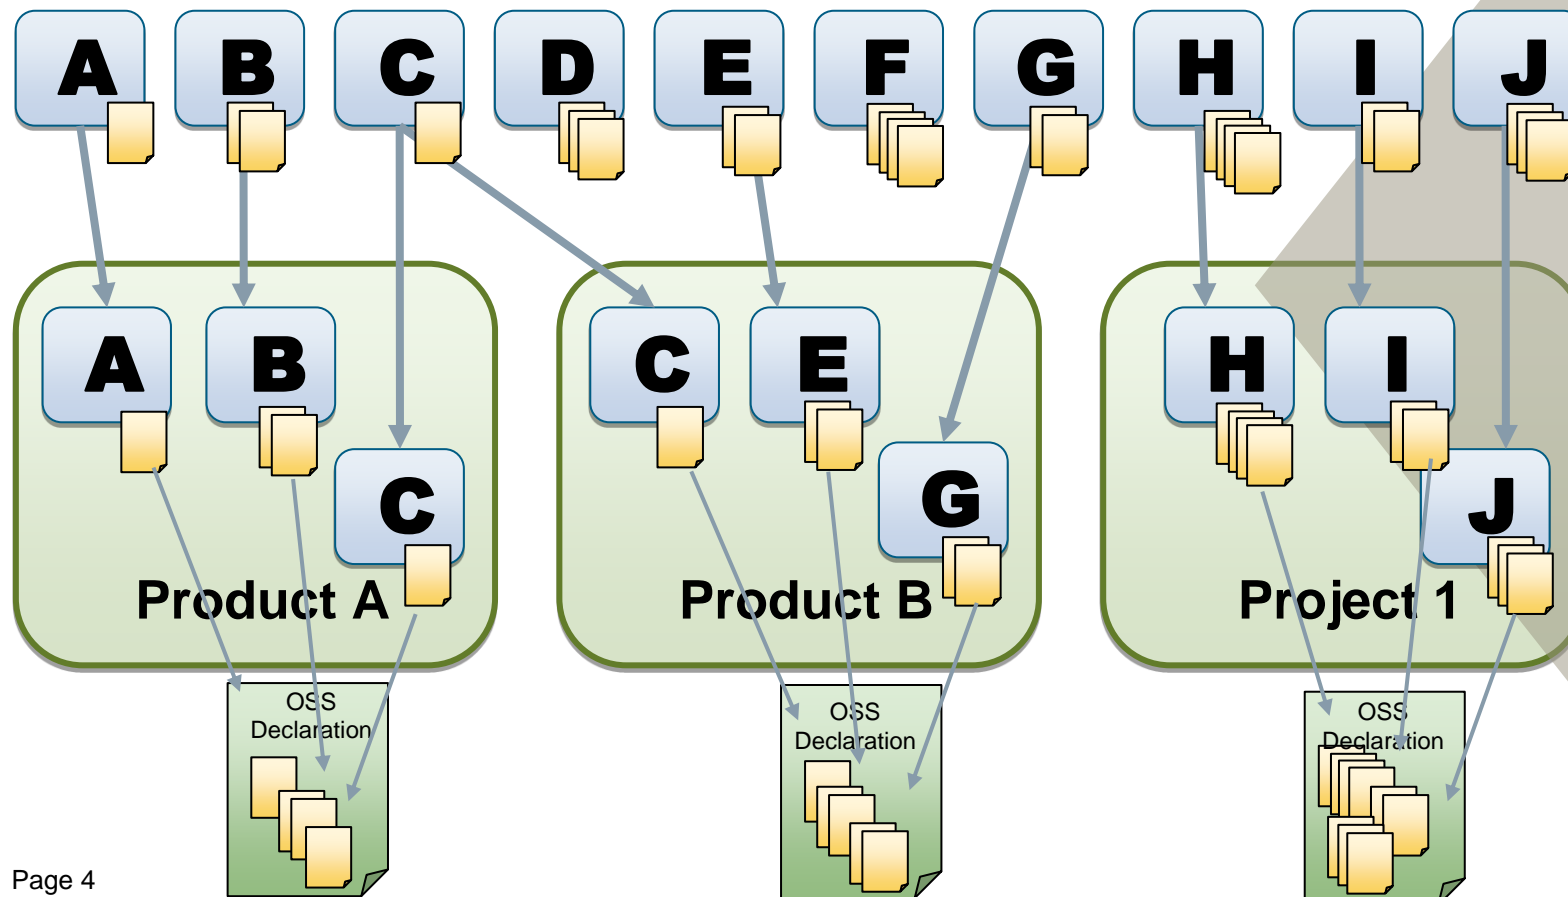 A B C D E F G H I J
A B C E H I
C G J
Product A Product B Project 1
OSS
Declaration
OSS
Declaration
OSS
Declaration
Page 4